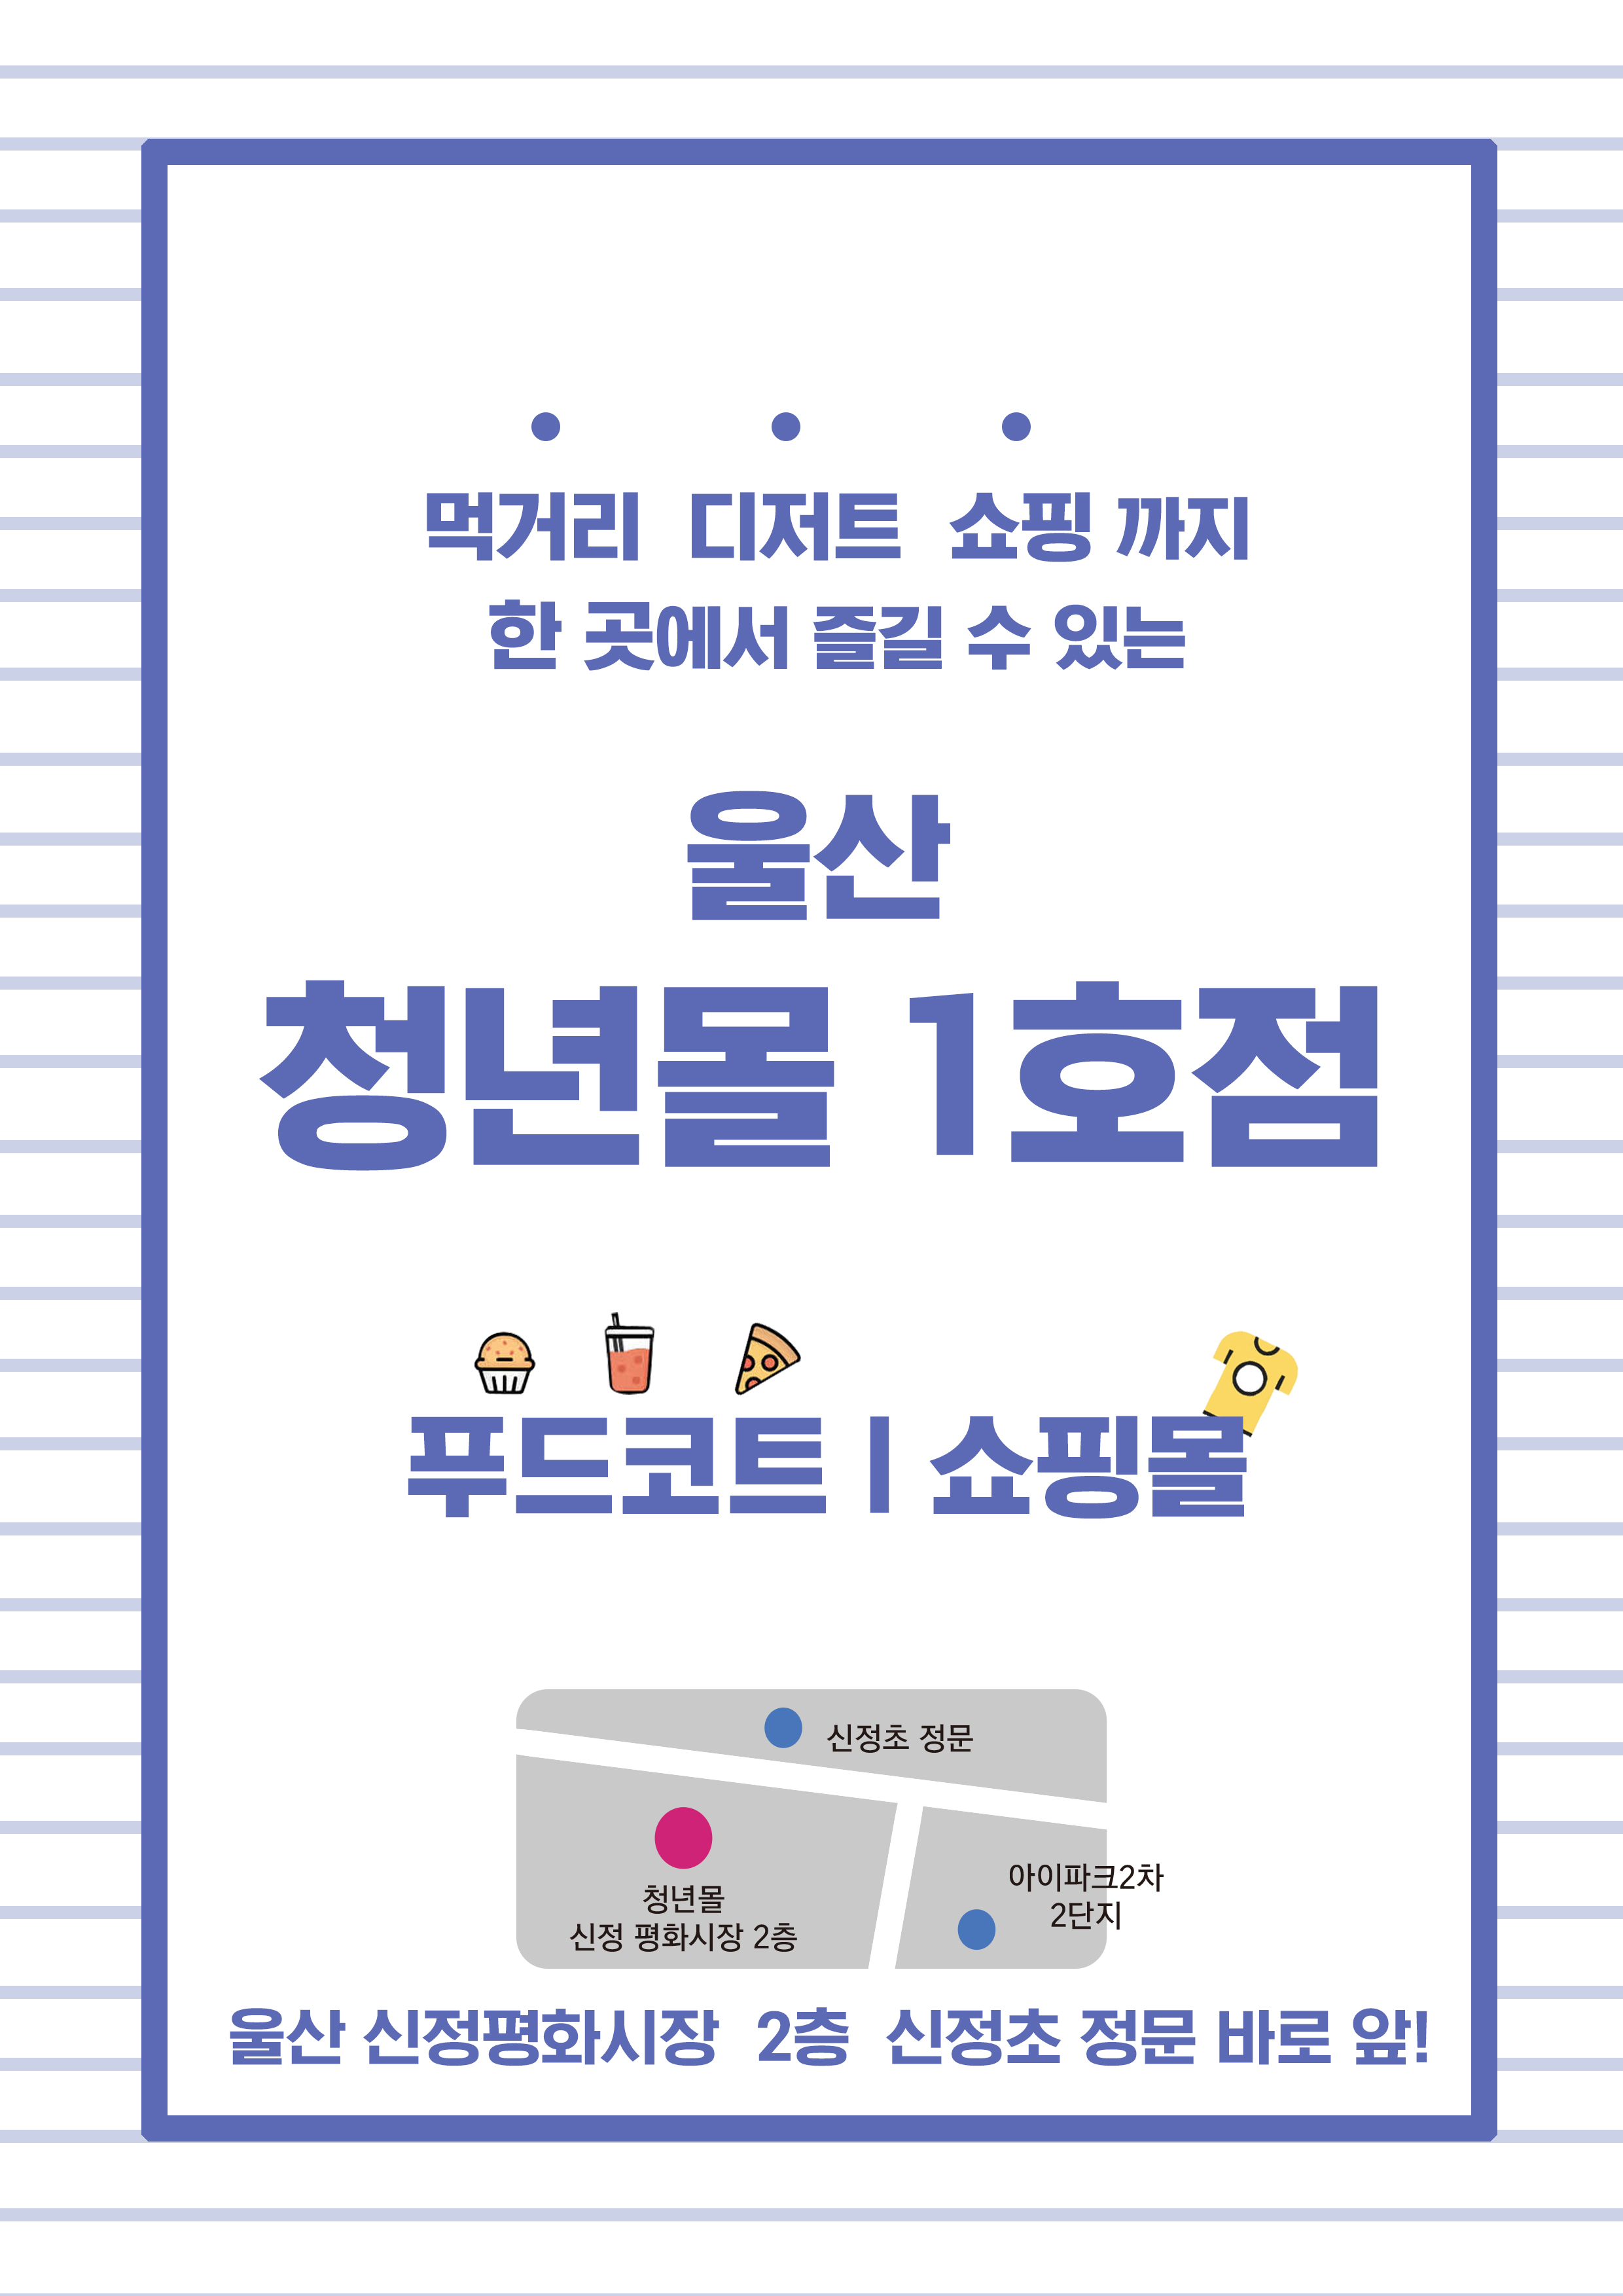 먹거리 디저트 쇼핑 까지
한 곳에서 즐길 수 있는
울산
청년몰 1호점
푸드코트 | 쇼핑몰
신정초 정문
청년몰
신정 평화시장 2층
아이파크2차
2단지
울산 신정평화시장 2층 신정초 정문 바로 앞!